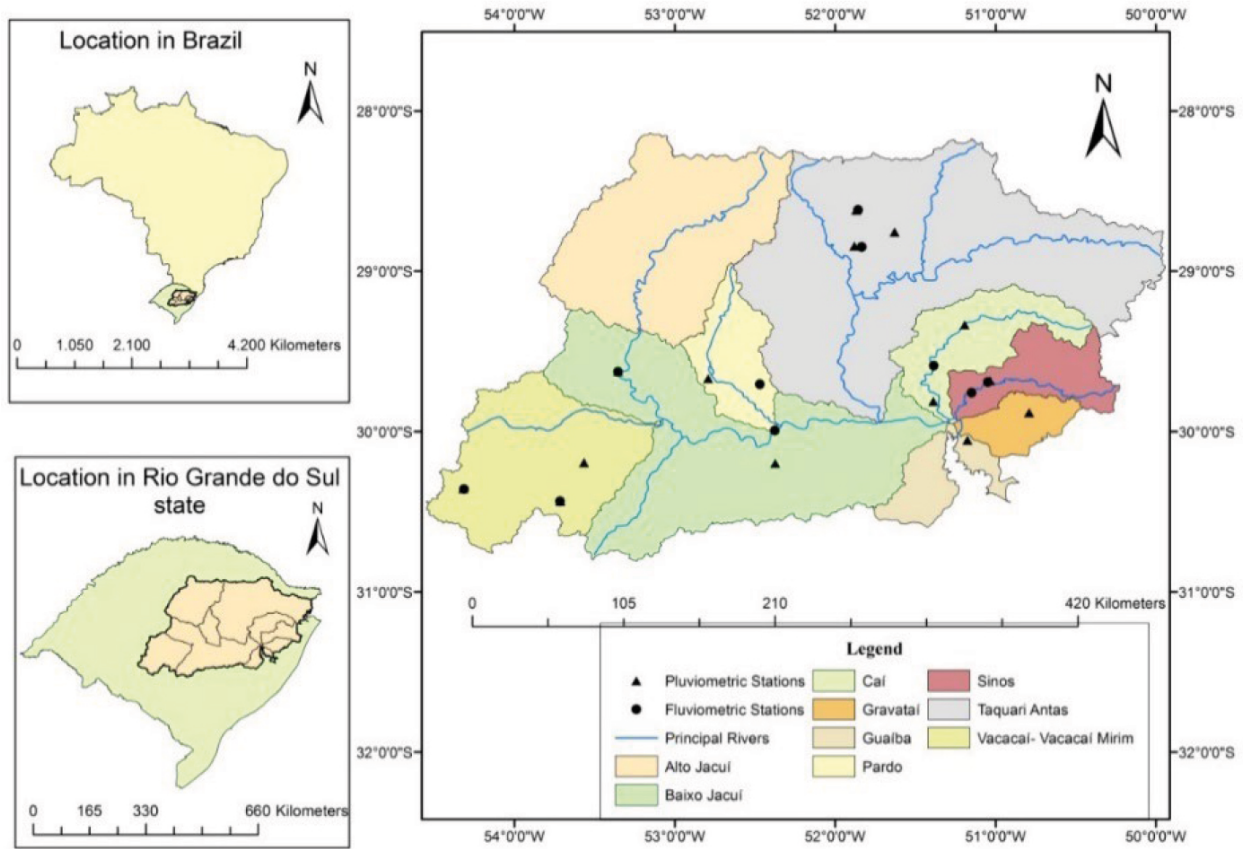 Location in Brazil
N
0 1.050 2.100 4.200 Kilometers
Location in Rio Grande do Sul
state
N
0 165 330 660 Kilometers
54°0'0"W 53°0'0"W 52°0'0"W 51°0'0"W 50°0'0"W
N
28°0'0"S 28°0'0"S
29°0'0"S 29°0'0"S
30°0'0"S 30°0'0"S
31°0'0"S 31°0'0"S
32°0'0"S 32°0'0"S
0 105 210 420 Kilometers
Legend
Pluviometric Stations
Fluviometric Stations
Principal Rivers
Alto Jacuí
Baixo Jacuí
Caí
Gravataí
Guaíba
Pardo
Sinos
Taquari Antas
Vacacaí- Vacacaí Mirim
54°0'0"W 53°0'0"W 52°0'0"W 51°0'0"W 50°0'0"W